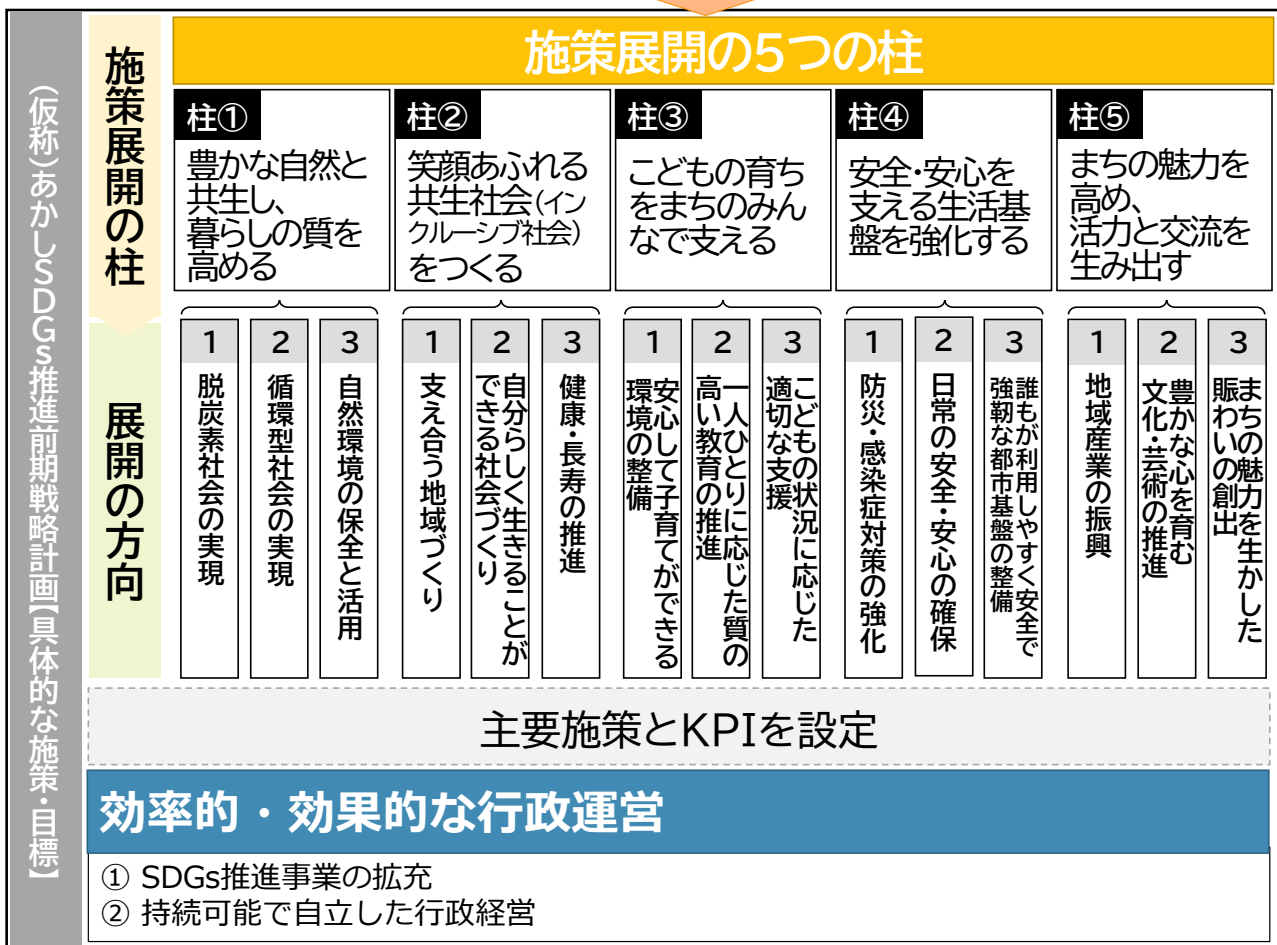 (仮称)あかしSDGs推進前期戦略計画【具体的な施策・目標】
施策展開の柱
施策展開の5つの柱
柱①
豊かな自然と
共生し、
暮らしの質を
高める
柱②
笑顔あふれる
共生社会(イン
クルーシブ社会)
をつくる
柱③
こどもの育ち
をまちのみん
なで支える
柱④
安全・安心を
支える生活基
盤を強化する
柱⑤
まちの魅力を
高め、
活力と交流を
生み出す
展開の方向
1
脱炭素社会の実現
2
循環型社会の実現
3
自然環境の保全と活用
1
支え合う地域づくり
2
自分らしく生きることが
できる社会づくり
3
健康・長寿の推進
1
安心して子育てができる
環境の整備
2
一人ひとりに応じた質の
高い教育の推進
3
こどもの状況に応じた
適切な支援
1
防災・感染症対策の強化
2
日常の安全・安心の確保
3
誰もが利用しやすく安全で
強靭な都市基盤の整備
1
地域産業の振興
2
豊かな心を育む
文化・芸術の推進
3
まちの魅力を生かした
賑わいの創出
主要施策とKPIを設定
効率的・効果的な行政運営
① SDGs推進事業の拡充
② 持続可能で自立した行政経営